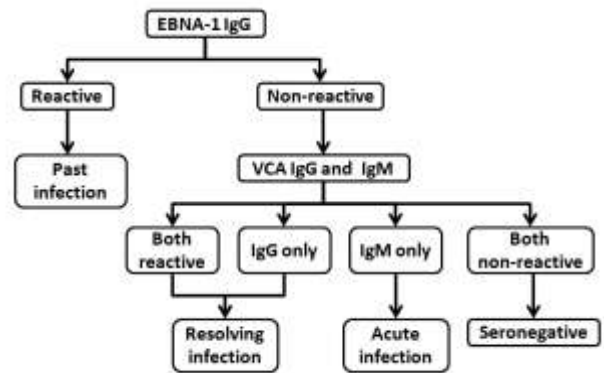 EBNA-1 IgG
Reactive
Non-reactive
Past
infection
VCA IgG and IgM
Both
reactive
IgG only
IgM only
Both
non-reactive
Resolving
infection
Acute
infection
Seronegative